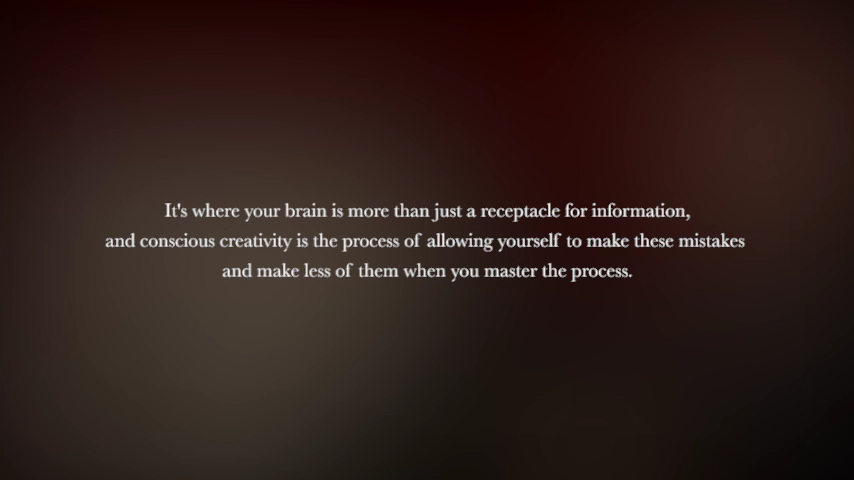 It's where your brain is more than just a receptacle for information,
and conscious creativity is the process of allowing yourself to make these mistakes
and make less of them when you master the process.